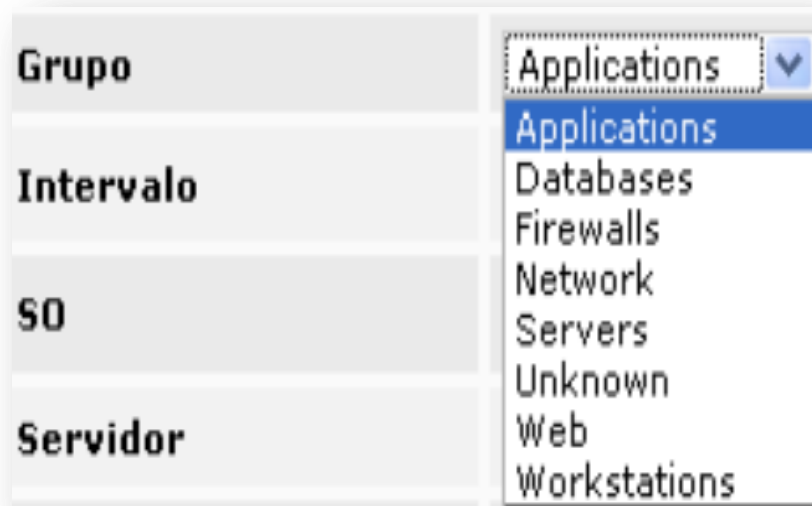 Grupo
Applications
Applications
Databases
Intervalo
Firewalls
Network
SO
Servers
Unknown
Servidor
Web
Workstations